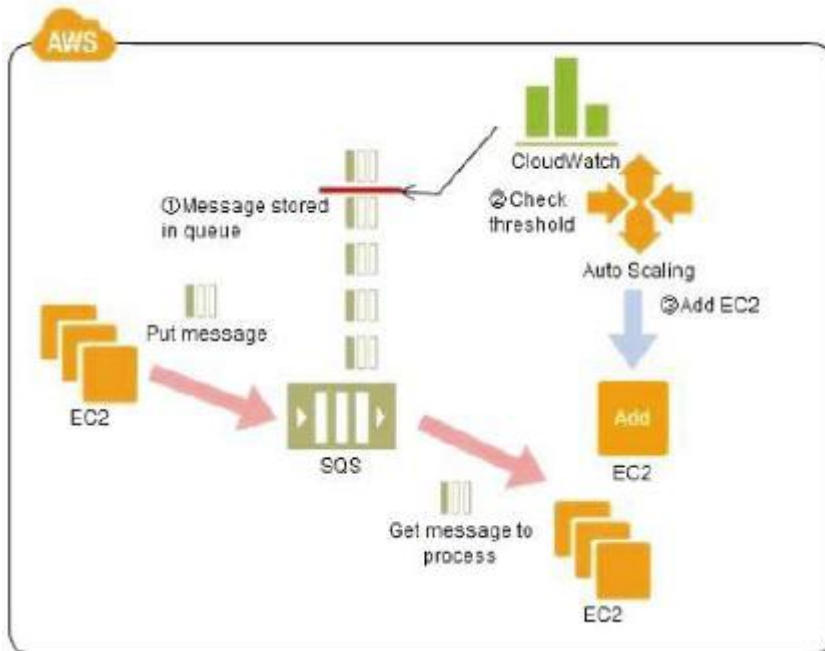 AWS
CloudWatch
①Message stored
in queue
②Check
threshold
Auto Scaling
③Add EC2
Put message
EC2
SQS
Add
EC2
Get message to
process
EC2